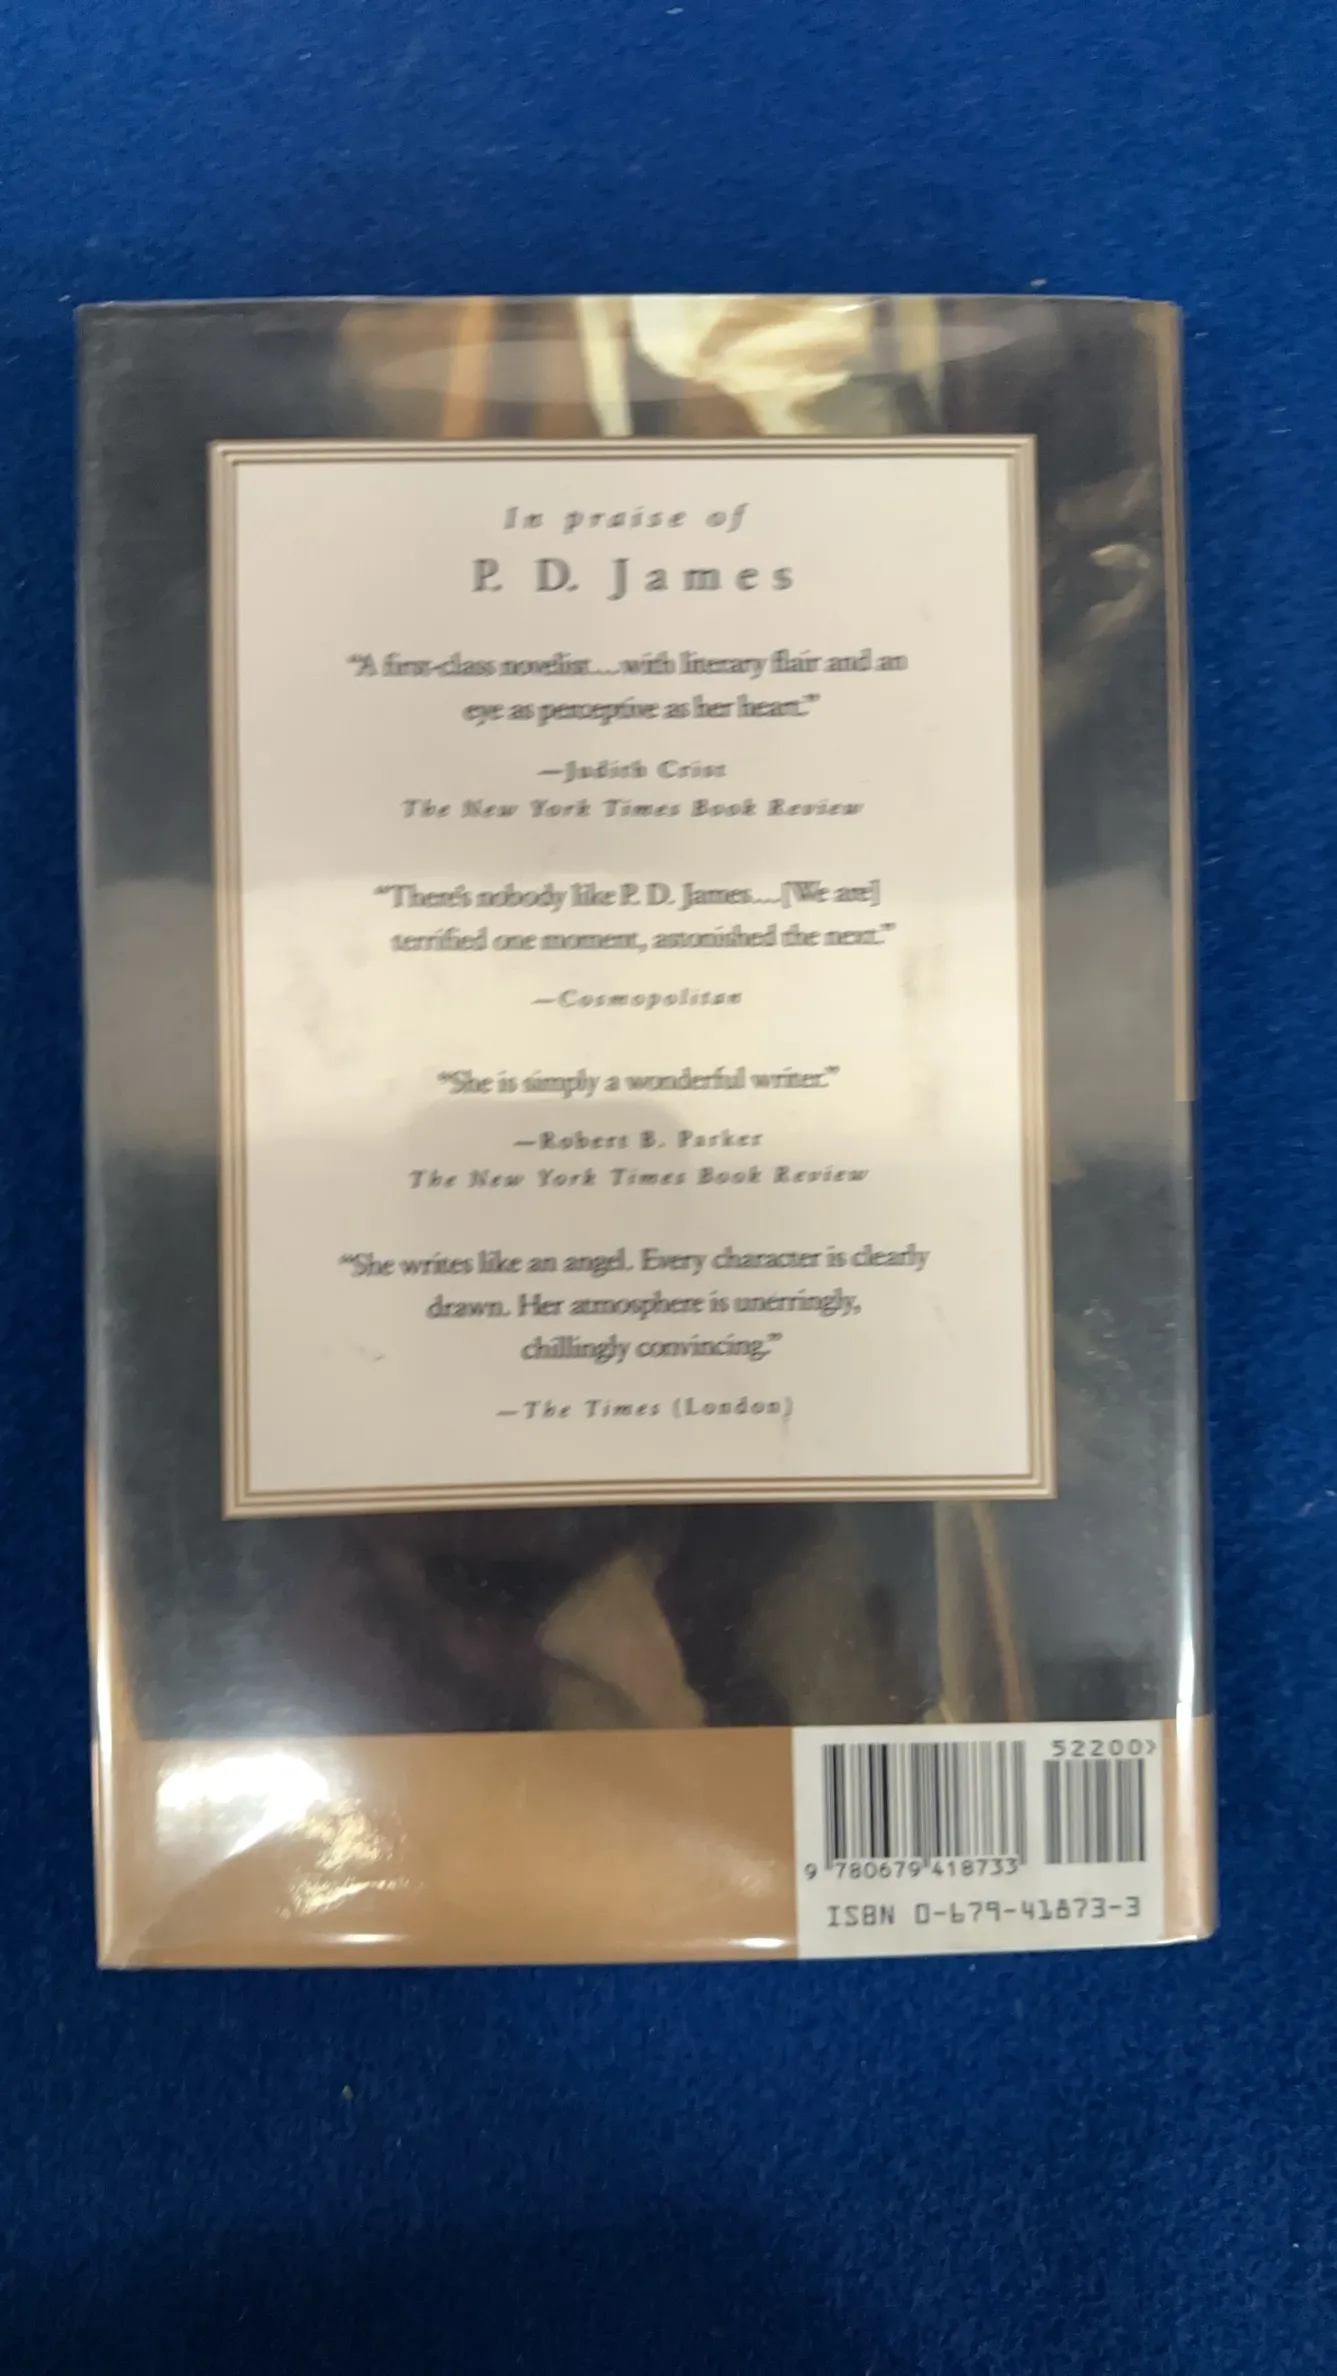 In praise of
P. D. James
“A first-class novelist....with literary flair and an
eye as perceptive as her heart.”
—Judith Crist
The New York Times Book Review
“There's nobody like P. D. James....[We are]
terrified one moment, astonished the next.”
—Cosmopolitan
“She is simply a wonderful writer.”
—Robert B. Parker
The New York Times Book Review
“She writes like an angel. Every character is clearly
drawn. Her atmosphere is unerringly,
chillingly convincing.”
—The Times (London)
52200>
9 780679 418733
ISBN 0-679-41873-3